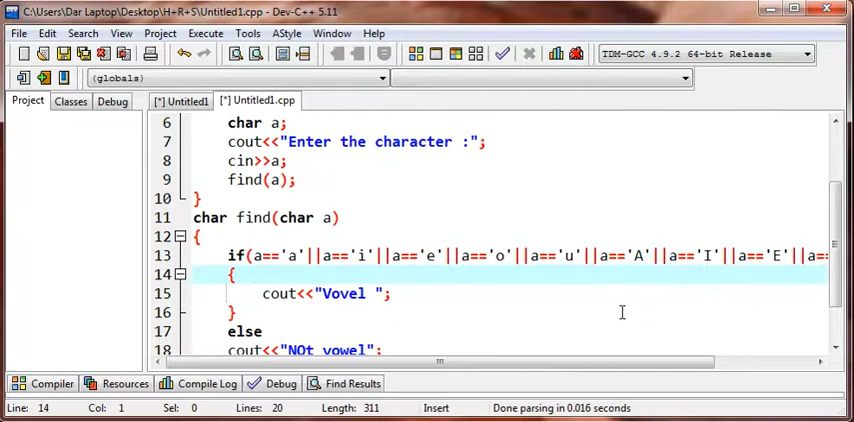 C:\Users\Dar Laptop\Desktop\H+R+S\Untitled1.cpp - Dev-C++ 5.11
File Edit Search View Project Execute Tools AStyle Window Help
TDM-GCC 4.9.2 64-bit Release
(globals)
Project Classes Debug [*] Untitled1 [*] Untitled1.cpp
6 char a;
7 cout<<"Enter the character :";
8 cin>>a;
9 find(a);
10 }
11 char find(char a)
12 {
13 if(a=='a'||a=='i'||a=='e'||a=='o'||a=='u'||a=='A'||a=='I'||a=='E'||a==
14 {
15 cout<<"Vovel ";
16 }
17 else
18 cout<<"NOt vowel";
Compiler Resources Compile Log Debug Find Results
Line: 14 Col: 1 Sel: 0 Lines: 20 Length: 311 Insert Done parsing in 0.016 seconds